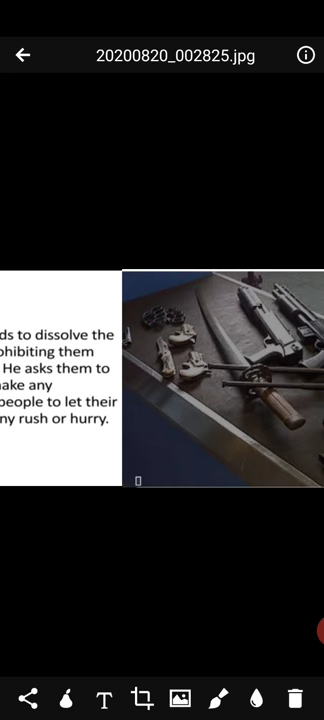 20200820_002825.jpg
ds to dissolve the
ohibiting them
He asks them to
ake any
people to let their
ny rush or hurry.
T